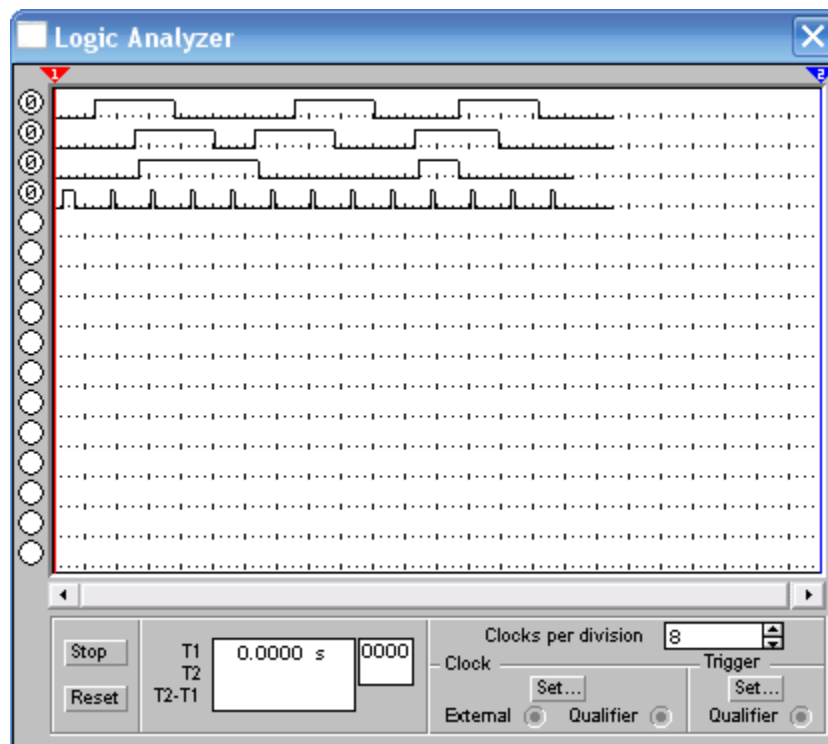 Logic Analyzer
1 2
0
0
0
0
Stop
Reset
T1 0.0000 s 0000
T2
T2-T1
Clocks per division 8
Clock
Set...
External Qualifier
Trigger
Set...
Qualifier